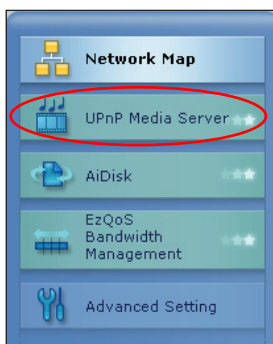 Network Map
UPnP Media Server
AiDisk
EzQoS
Bandwidth
Management
Advanced Setting